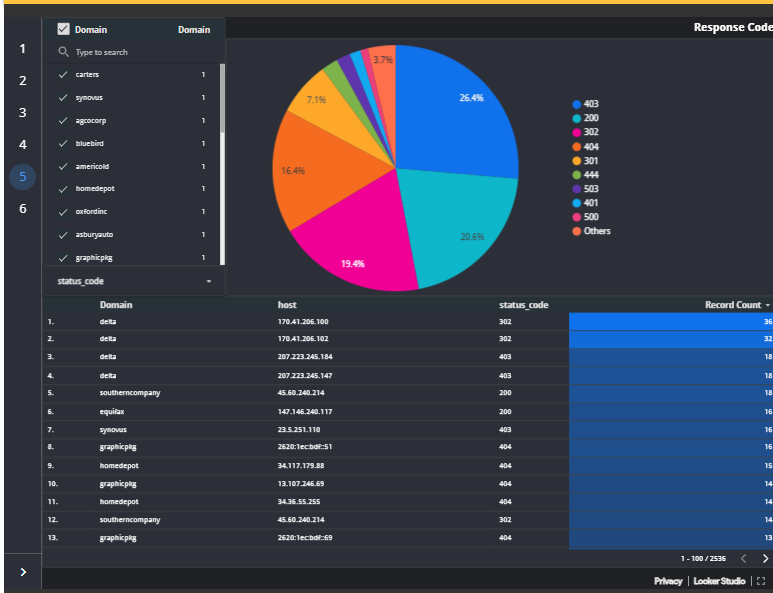 Response Code
1
2
3
4
5
6
Domain Domain
Type to search
carters 1
synovus 1
agcocorp 1
bluebird 1
americold 1
homedepot 1
oxfordinc 1
asburyauto 1
graphicpkg 1
status_code
26.4%
20.6%
19.4%
16.4%
7.1%
3.7%
403
200
302
404
301
444
503
401
500
Others
Domain host status_code Record Count
1. delta 170.41.206.100 302 36
2. delta 170.41.206.102 302 32
3. delta 207.223.245.184 403 18
4. delta 207.223.245.147 403 18
5. southerncompany 45.60.240.214 200 18
6. equifax 147.146.240.117 200 16
7. synovus 23.5.251.110 403 16
8. graphicpkg 2620:1ec:bdf::51 404 16
9. homedepot 34.117.179.88 404 15
10. graphicpkg 13.107.246.69 404 14
11. homedepot 34.36.55.255 404 14
12. southerncompany 45.60.240.214 302 14
13. graphicpkg 2620:1ec:bdf::69 404 13
1 - 100 / 2536
Privacy | Looker Studio |